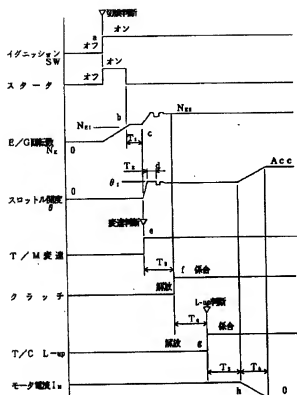 切換判断
a
オン
イグニッション
SW
オフ
オン
スタータ
オフ
b
NE1
NE2
T1
c
E/G回転数
NE
0
T2
d
θ1
Acc
スロットル開度
θ
0
変速判断
e
T/M変速
T3
f
係合
クラッチ
解放
L-up判断
T4
係合
解放
g
T/C L-up
T5
モータ電流IM
h
0